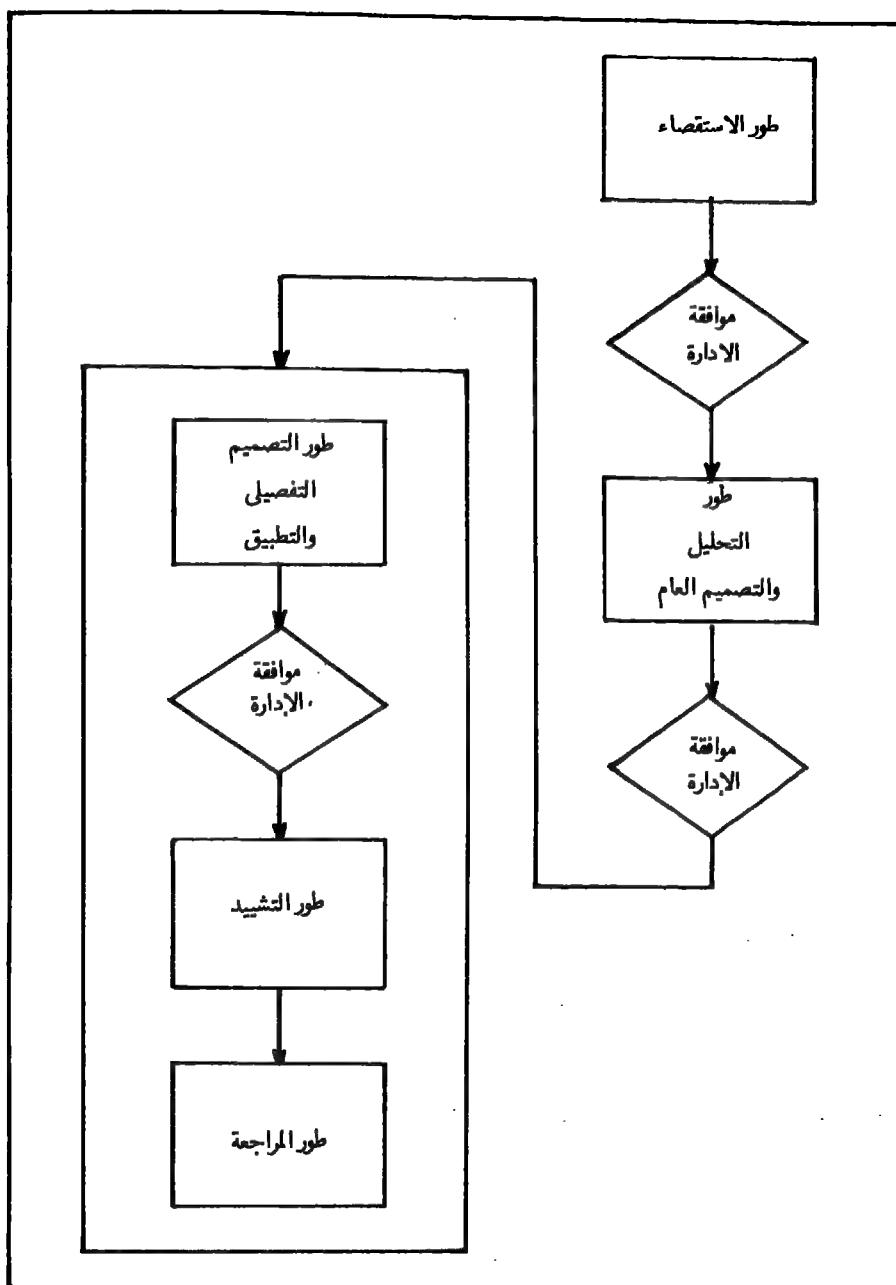 طور الاستقصاء
موافقة
الادارة
طور
التحليل
والتصميم العام
موافقة
الإدارة
طور التصميم
التفصيلى
والتطبيق
موافقة
الإدارة
طور التشييد
طور المراجعة